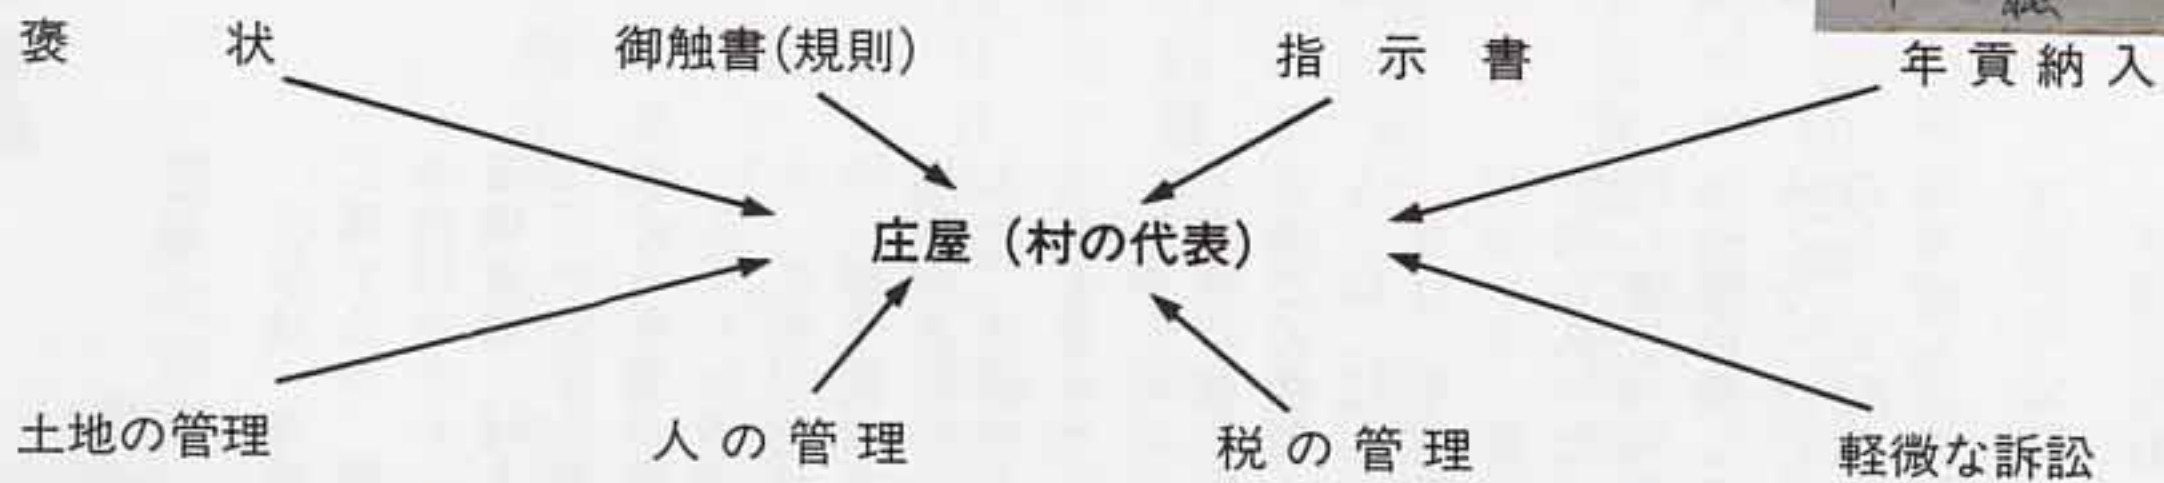 褒状
御触書(規則)
指示書
年貢納入
庄屋(村の代表)
土地の管理
人の管理
税の管理
軽微な訴訟